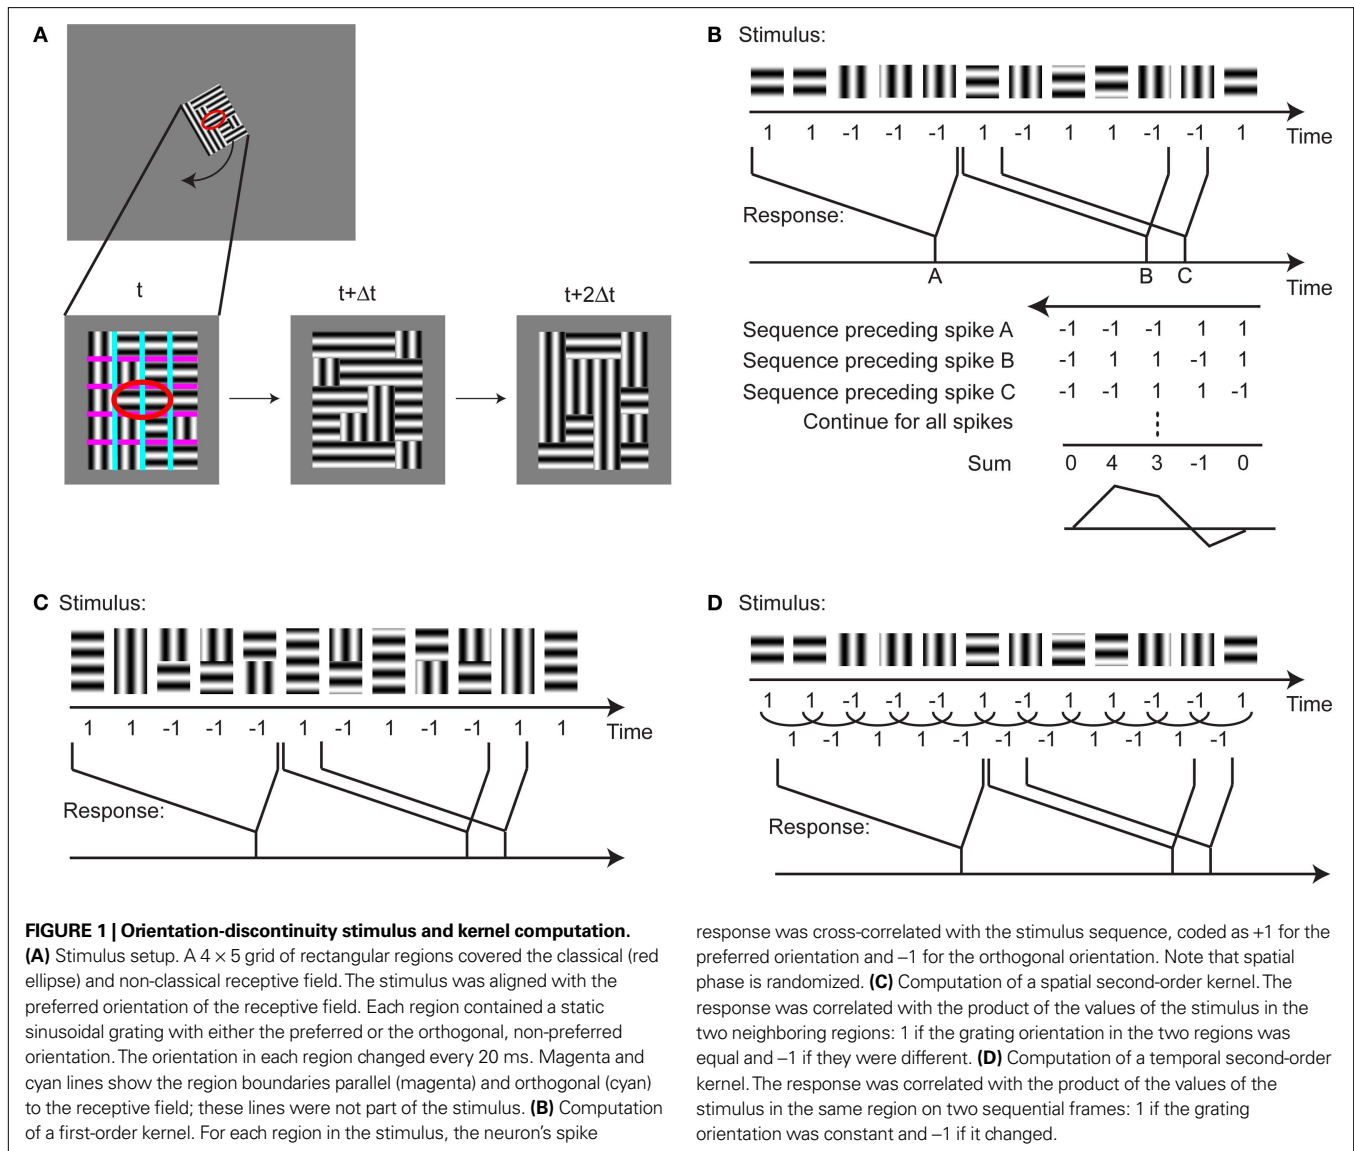 A
t
t+Δt
t+2Δt
B Stimulus:
1 1 -1 -1 -1 1 -1 1 1 -1 -1 1
Time
Response:
A B C
Time
Sequence preceding spike A -1 -1 -1 1 1
Sequence preceding spike B -1 1 1 -1 1
Sequence preceding spike C -1 -1 1 1 -1
Continue for all spikes
Sum 0 4 3 -1 0
C Stimulus:
1 1 -1 -1 -1 1 -1 1 -1 -1 1 1
Time
Response:
D Stimulus:
1 1 -1 -1 -1 1 -1 1 1 -1 -1 1
Time
1 -1 1 1 -1 -1 -1 1 -1 1 -1
Response:
FIGURE 1 | Orientation-discontinuity stimulus and kernel computation.
(A) Stimulus setup. A 4 × 5 grid of rectangular regions covered the classical (red
ellipse) and non-classical receptive field. The stimulus was aligned with the
preferred orientation of the receptive field. Each region contained a static
sinusoidal grating with either the preferred or the orthogonal, non-preferred
orientation. The orientation in each region changed every 20 ms. Magenta and
cyan lines show the region boundaries parallel (magenta) and orthogonal (cyan)
to the receptive field; these lines were not part of the stimulus. (B) Computation
of a first-order kernel. For each region in the stimulus, the neuron's spike
response was cross-correlated with the stimulus sequence, coded as +1 for the
preferred orientation and –1 for the orthogonal orientation. Note that spatial
phase is randomized. (C) Computation of a spatial second-order kernel. The
response was correlated with the product of the values of the stimulus in the
two neighboring regions: 1 if the grating orientation in the two regions was
equal and –1 if they were different. (D) Computation of a temporal second-order
kernel. The response was correlated with the product of the values of the
stimulus in the same region on two sequential frames: 1 if the grating
orientation was constant and –1 if it changed.